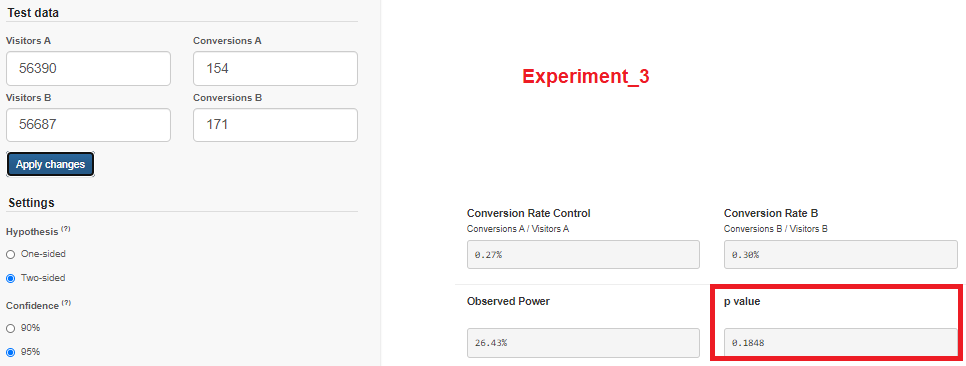 Test data
Visitors A
Conversions A
56390
154
Visitors B
Conversions B
56687
171
Apply changes
Settings
Hypothesis (?)
One-sided
Two-sided
Confidence (?)
90%
95%
Experiment_3
Conversion Rate Control
Conversions A / Visitors A
0.27%
Conversion Rate B
Conversions B / Visitors B
0.30%
Observed Power
26.43%
p value
0.1848